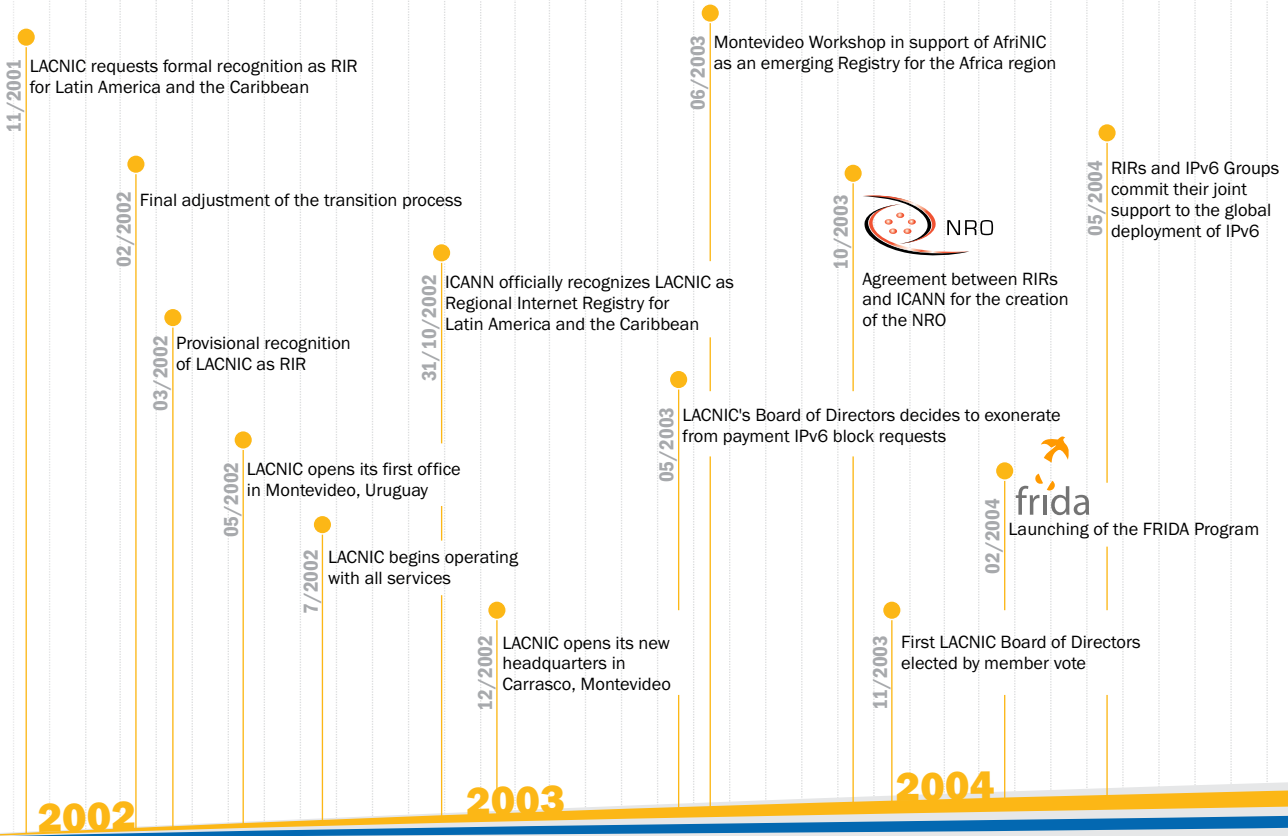 11/2001
LACNIC requests formal recognition as RIR
for Latin America and the Caribbean
02/2002
Final adjustment of the transition process
03/2002
Provisional recognition
of LACNIC as RIR
05/2002
LACNIC opens its first office
in Montevideo, Uruguay
7/2002
LACNIC begins operating
with all services
31/10/2002
ICANN officially recognizes LACNIC as
Regional Internet Registry for
Latin America and the Caribbean
12/2002
LACNIC opens its new
headquarters in
Carrasco, Montevideo
05/2003
LACNIC's Board of Directors decides to exonerate
from payment IPv6 block requests
06/2003
Montevideo Workshop in support of AfriNIC
as an emerging Registry for the Africa region
10/2003
NRO
Agreement between RIRs
and ICANN for the creation
of the NRO
11/2003
First LACNIC Board of Directors
elected by member vote
02/2004
frida
Launching of the FRIDA Program
05/2004
RIRs and IPv6 Groups
commit their joint
support to the global
deployment of IPv6
2002
2003
2004